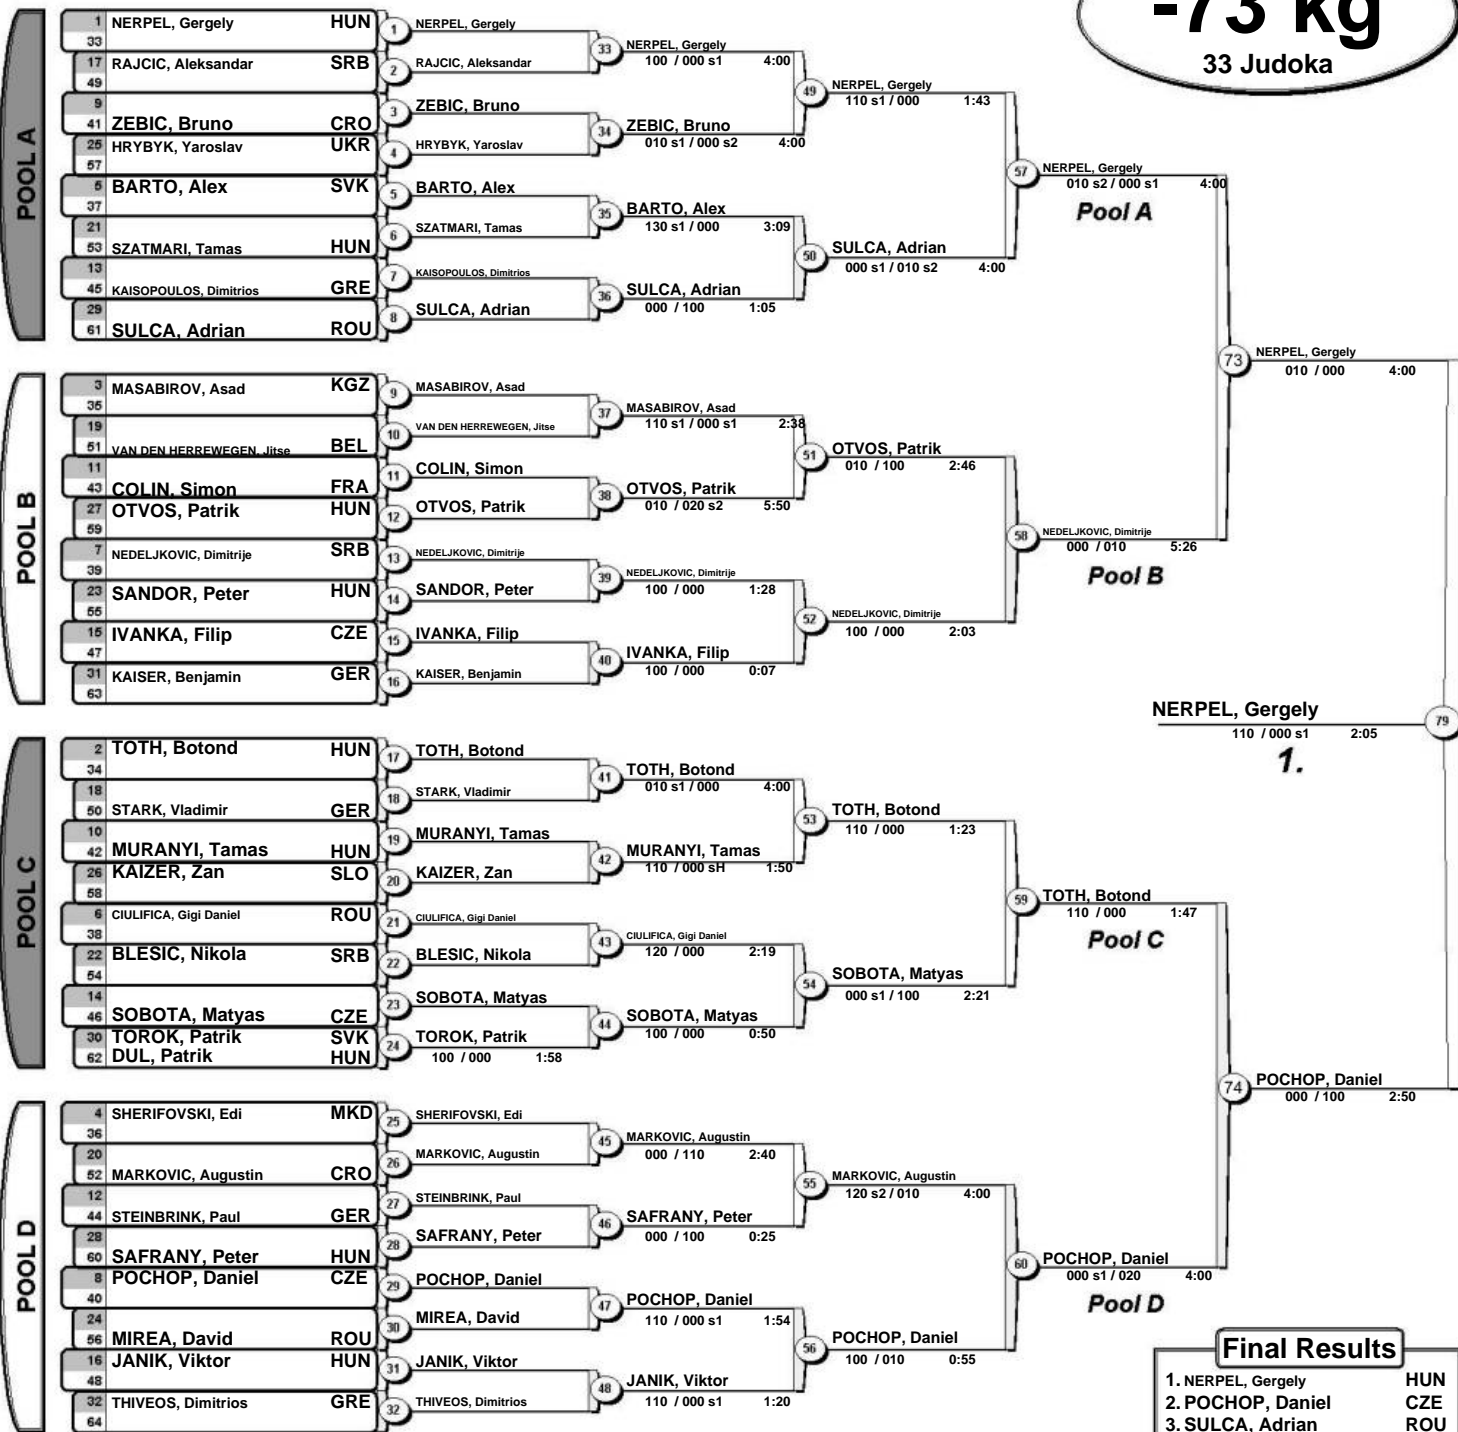 -73 kg
33 Judoka
POOL A
1 NERPEL, Gergely HUN
33
17 RAJCIC, Aleksandar SRB
49
9
41 ZEBIC, Bruno CRO
25 HRYBYK, Yaroslav UKR
57
5 BARTO, Alex SVK
37
21
53 SZATMARI, Tamas HUN
13
45 KAISOPOULOS, Dimitrios GRE
29
61 SULCA, Adrian ROU
1 NERPEL, Gergely
2 RAJCIC, Aleksandar
3 ZEBIC, Bruno
4 HRYBYK, Yaroslav
5 BARTO, Alex
6 SZATMARI, Tamas
7 KAISOPOULOS, Dimitrios
8 SULCA, Adrian
33 NERPEL, Gergely
100 / 000 s1 4:00
34 ZEBIC, Bruno
010 s1 / 000 s2 4:00
35 BARTO, Alex
130 s1 / 000 3:09
36 SULCA, Adrian
000 / 100 1:05
49 NERPEL, Gergely
110 s1 / 000 1:43
50 SULCA, Adrian
000 s1 / 010 s2 4:00
57 NERPEL, Gergely
010 s2 / 000 s1 4:00
Pool A
POOL B
3 MASABIROV, Asad KGZ
35
19
51 VAN DEN HERREWEGEN, Jitse BEL
11
43 COLIN, Simon FRA
27 OTVOS, Patrik HUN
59
7 NEDELJKOVIC, Dimitrije SRB
39
23 SANDOR, Peter HUN
55
15 IVANKA, Filip CZE
47
31 KAISER, Benjamin GER
63
9 MASABIROV, Asad
10 VAN DEN HERREWEGEN, Jitse
11 COLIN, Simon
12 OTVOS, Patrik
13 NEDELJKOVIC, Dimitrije
14 SANDOR, Peter
15 IVANKA, Filip
16 KAISER, Benjamin
37 MASABIROV, Asad
110 s1 / 000 s1 2:38
38 OTVOS, Patrik
010 / 020 s2 5:50
39 NEDELJKOVIC, Dimitrije
100 / 000 1:28
40 IVANKA, Filip
100 / 000 0:07
51 OTVOS, Patrik
010 / 100 2:46
52 NEDELJKOVIC, Dimitrije
100 / 000 2:03
58 NEDELJKOVIC, Dimitrije
000 / 010 5:26
Pool B
73 NERPEL, Gergely
010 / 000 4:00
NERPEL, Gergely 79
110 / 000 s1 2:05
1.
POOL C
2 TOTH, Botond HUN
34
18
50 STARK, Vladimir GER
10
42 MURANYI, Tamas HUN
26 KAIZER, Zan SLO
58
6 CIULIFICA, Gigi Daniel ROU
38
22 BLESIC, Nikola SRB
54
14
46 SOBOTA, Matyas CZE
30 TOROK, Patrik SVK
62 DUL, Patrik HUN
17 TOTH, Botond
18 STARK, Vladimir
19 MURANYI, Tamas
20 KAIZER, Zan
21 CIULIFICA, Gigi Daniel
22 BLESIC, Nikola
23 SOBOTA, Matyas
24 TOROK, Patrik
100 / 000 1:58
41 TOTH, Botond
010 s1 / 000 4:00
42 MURANYI, Tamas
110 / 000 sH 1:50
43 CIULIFICA, Gigi Daniel
120 / 000 2:19
44 SOBOTA, Matyas
100 / 000 0:50
53 TOTH, Botond
110 / 000 1:23
54 SOBOTA, Matyas
000 s1 / 100 2:21
59 TOTH, Botond
110 / 000 1:47
Pool C
POOL D
4 SHERIFOVSKI, Edi MKD
36
20
52 MARKOVIC, Augustin CRO
12
44 STEINBRINK, Paul GER
28
60 SAFRANY, Peter HUN
8 POCHOP, Daniel CZE
40
24
56 MIREA, David ROU
16 JANIK, Viktor HUN
48
32 THIVEOS, Dimitrios GRE
64
25 SHERIFOVSKI, Edi
26 MARKOVIC, Augustin
27 STEINBRINK, Paul
28 SAFRANY, Peter
29 POCHOP, Daniel
30 MIREA, David
31 JANIK, Viktor
32 THIVEOS, Dimitrios
45 MARKOVIC, Augustin
000 / 110 2:40
46 SAFRANY, Peter
000 / 100 0:25
47 POCHOP, Daniel
110 / 000 s1 1:54
48 JANIK, Viktor
110 / 000 s1 1:20
55 MARKOVIC, Augustin
120 s2 / 010 4:00
56 POCHOP, Daniel
100 / 010 0:55
60 POCHOP, Daniel
000 s1 / 020 4:00
Pool D
74 POCHOP, Daniel
000 / 100 2:50
Final Results
1. NERPEL, Gergely HUN
2. POCHOP, Daniel CZE
3. SULCA, Adrian ROU